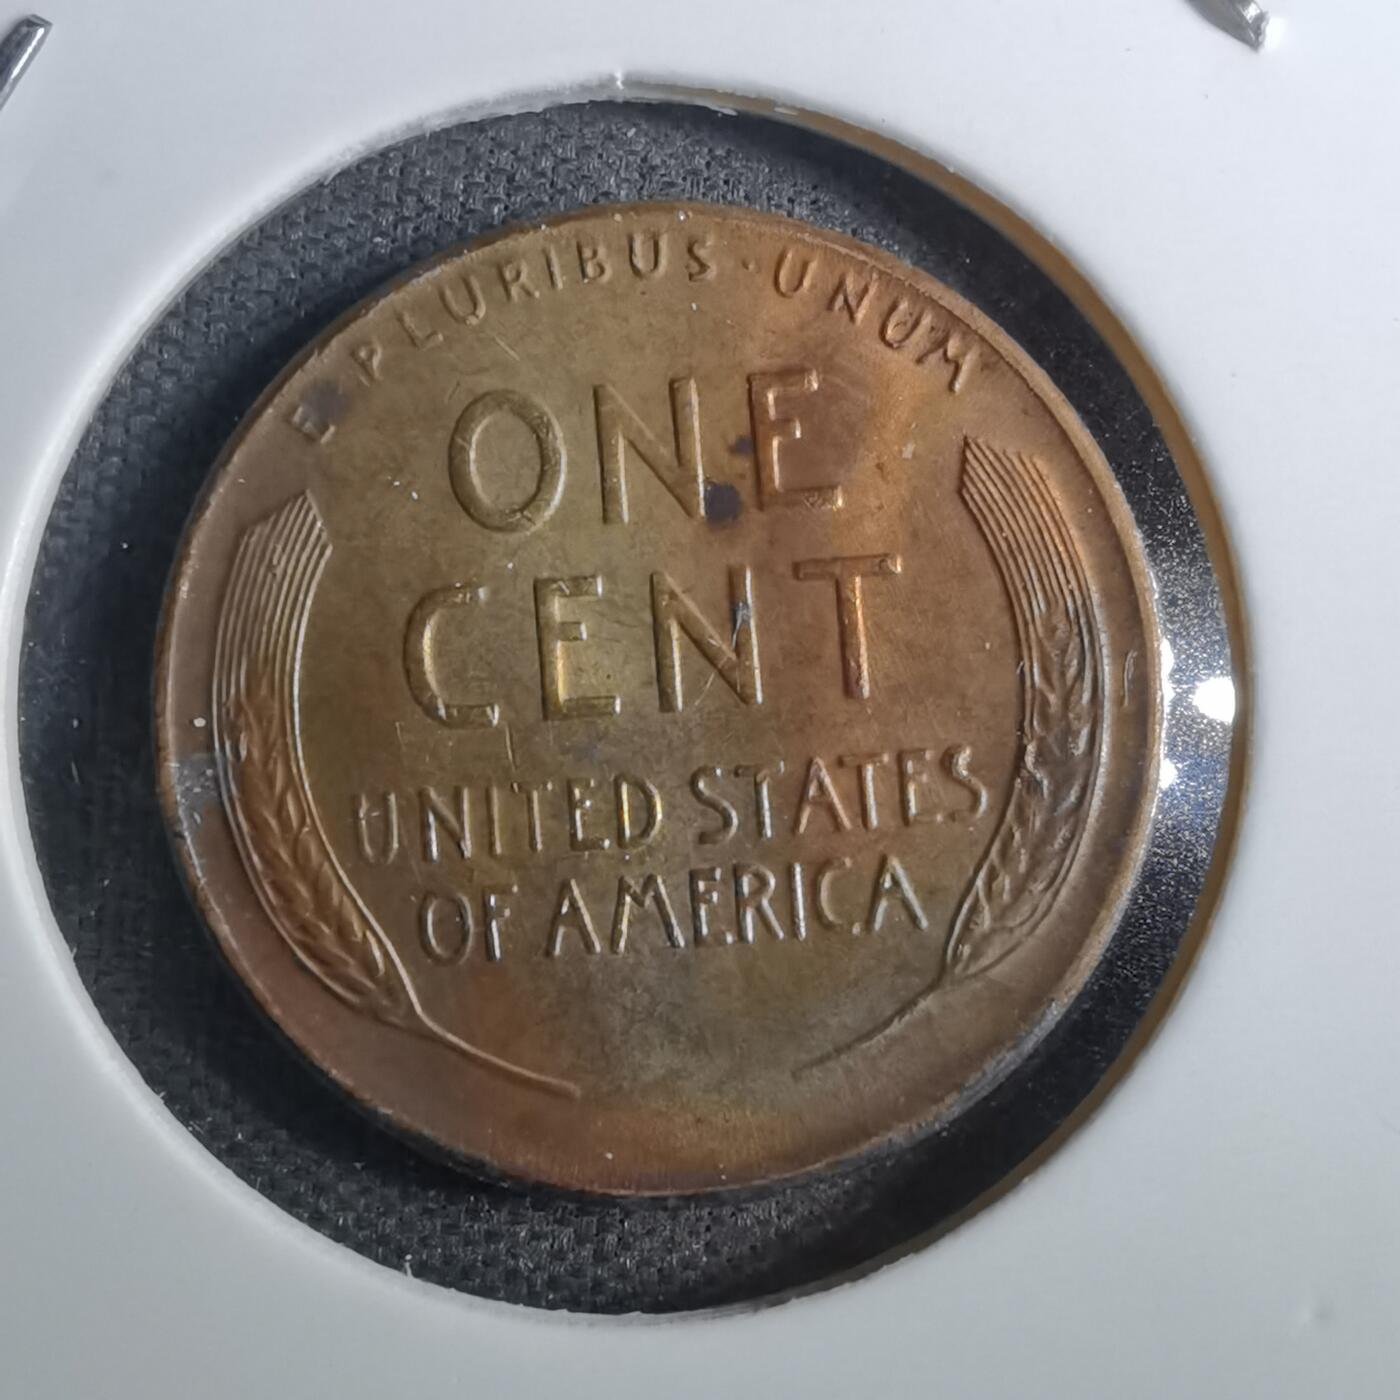 E PLURIBUS · UNUM
ONE
CENT
UNITED STATES
OF AMERICA